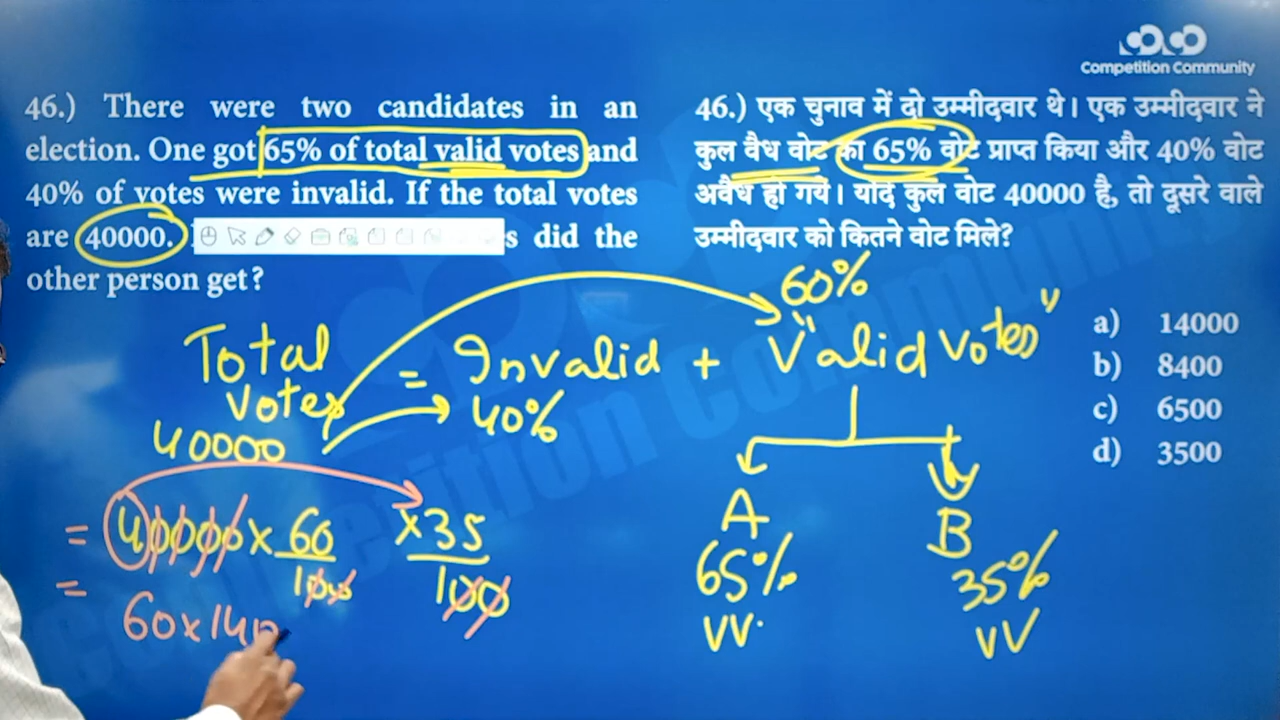 Competition Community
46.) There were two candidates in an
election. One got 65% of total valid votes and
40% of votes were invalid. If the total votes
are 40000. s did the
other person get?
46.) एक चुनाव में दो उम्मीदवार थे। एक उम्मीदवार ने
कुल वैध वोट का 65% वोट प्राप्त किया और 40% वोट
अवैध हो गये। यदि कुल वोट 40000 है, तो दूसरे वाले
उम्मीदवार को कितने वोट मिले?
a) 14000
b) 8400
c) 6500
d) 3500
60%
Total Votes = Invalid + "Valid Votes"
40000
40%
A
65%
VV.
B
35%
VV
= 40000 × 60/100 × 35/100
= 60×140